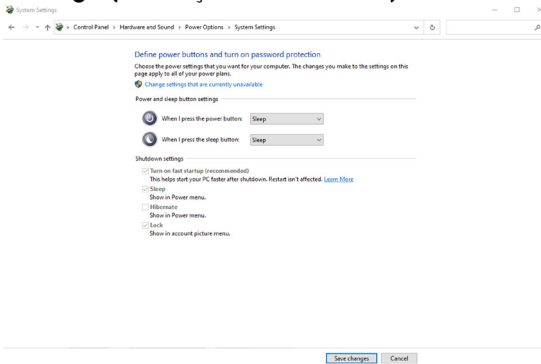 System Settings
Control Panel > Hardware and Sound > Power Options > System Settings
Define power buttons and turn on password protection
Choose the power settings that you want for your computer. The changes you make to the settings on this
page apply to all of your power plans.
Change settings that are currently unavailable
Power and sleep button settings
When I press the power button: Sleep
When I press the sleep button: Sleep
Shutdown settings
Turn on fast startup (recommended)
This helps start your PC faster after shutdown. Restart isn't affected. Learn More
Sleep
Show in Power menu.
Hibernate
Show in Power menu.
Lock
Show in account picture menu.
Save changes Cancel